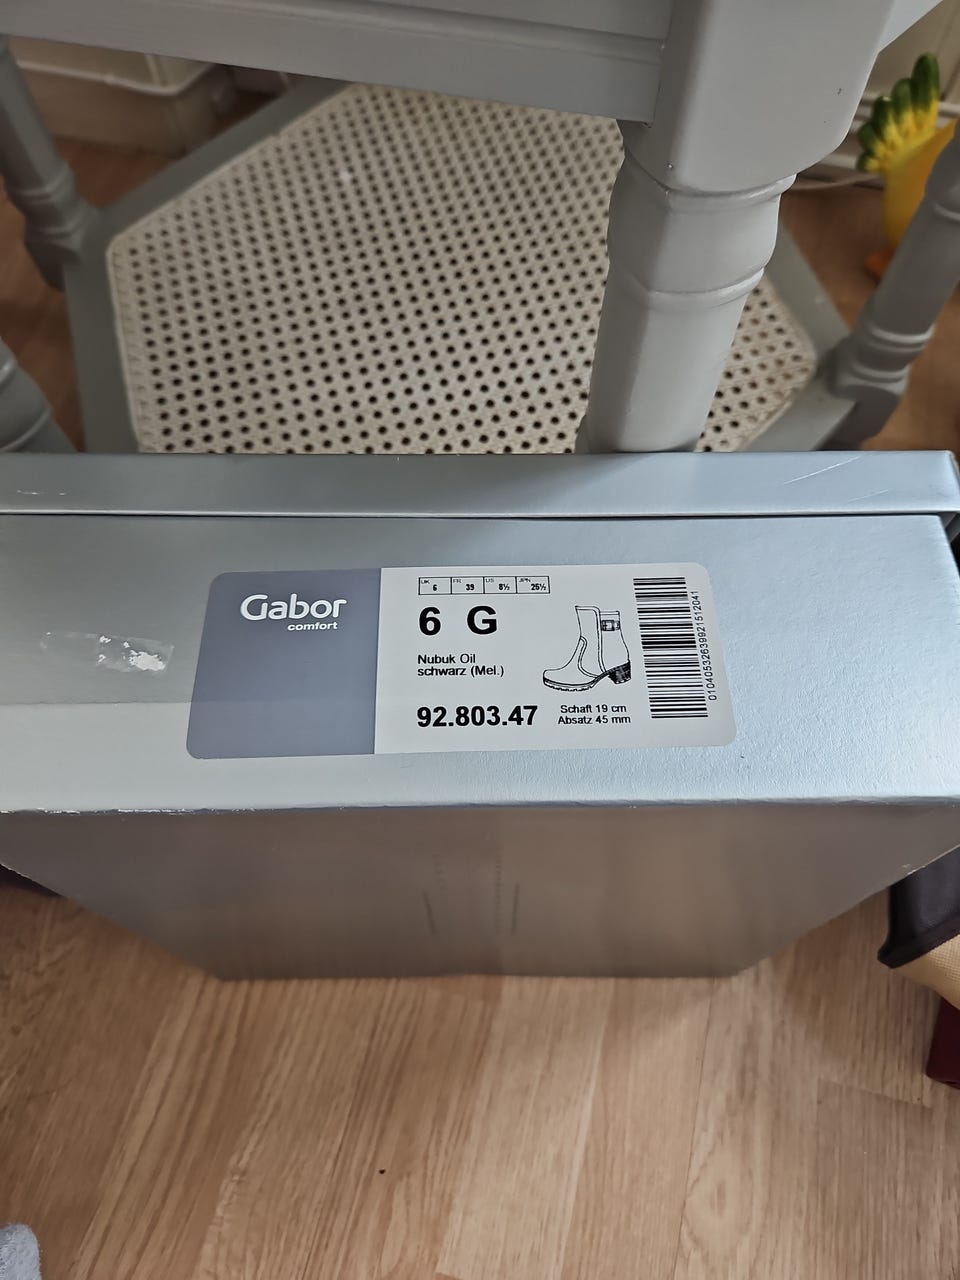 Gabor
comfort
UK 6 FR 39 US 8½ JPN 25½
6 G
Nubuk Oil
schwarz (Mel.)
92.803.47
Schaft 19 cm
Absatz 45 mm
01040532639921512041